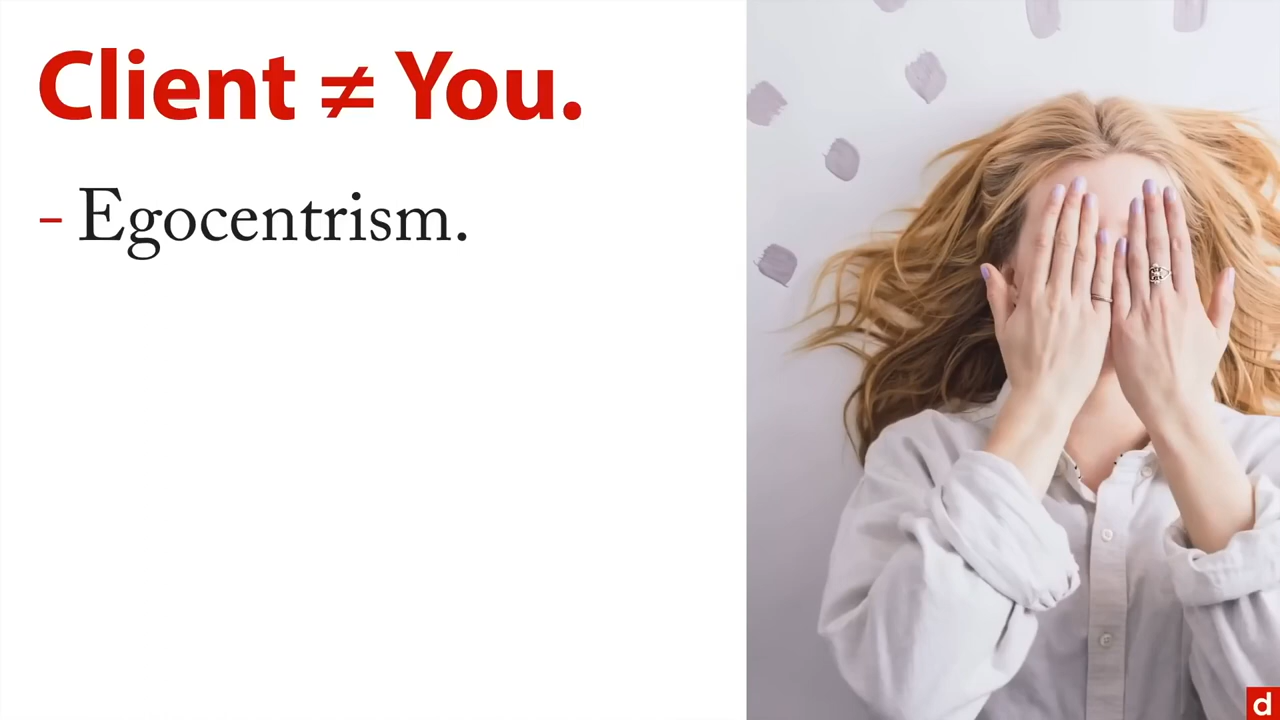 Client ≠ You.
- Egocentrism.
d